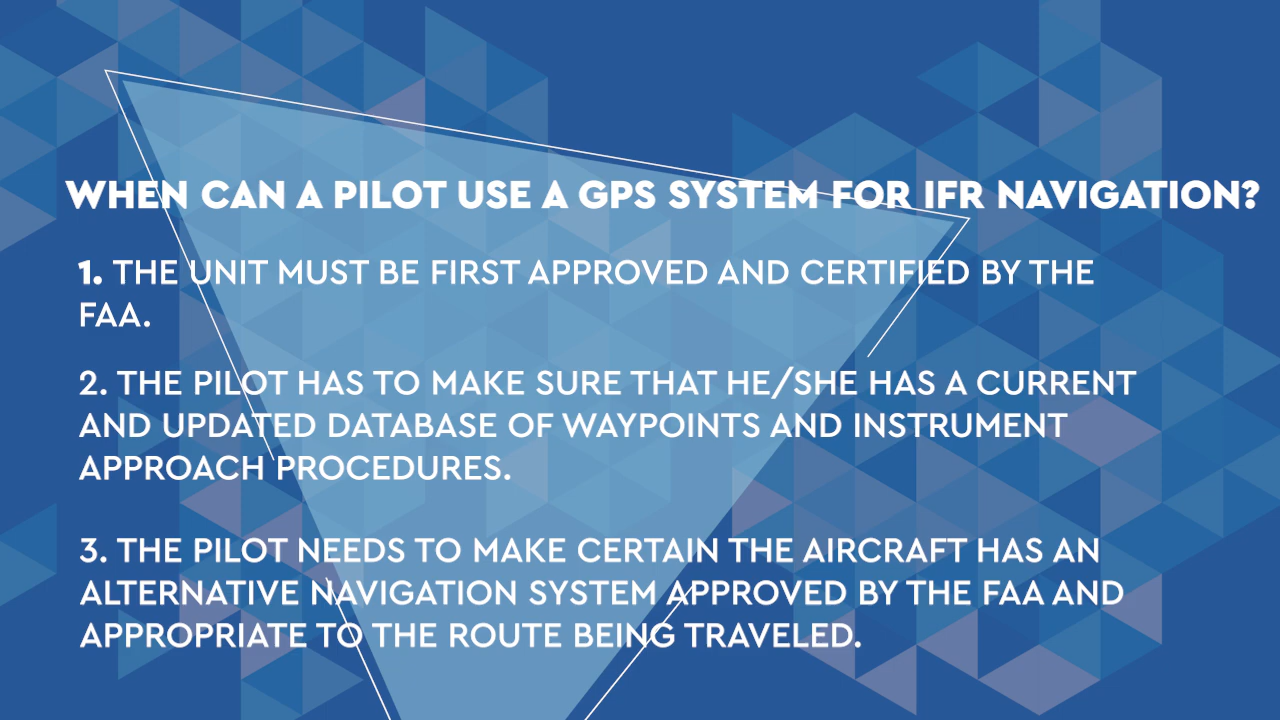 WHEN CAN A PILOT USE A GPS SYSTEM FOR IFR NAVIGATION?
1. THE UNIT MUST BE FIRST APPROVED AND CERTIFIED BY THE
FAA.
2. THE PILOT HAS TO MAKE SURE THAT HE/SHE HAS A CURRENT
AND UPDATED DATABASE OF WAYPOINTS AND INSTRUMENT
APPROACH PROCEDURES.
3. THE PILOT NEEDS TO MAKE CERTAIN THE AIRCRAFT HAS AN
ALTERNATIVE NAVIGATION SYSTEM APPROVED BY THE FAA AND
APPROPRIATE TO THE ROUTE BEING TRAVELED.